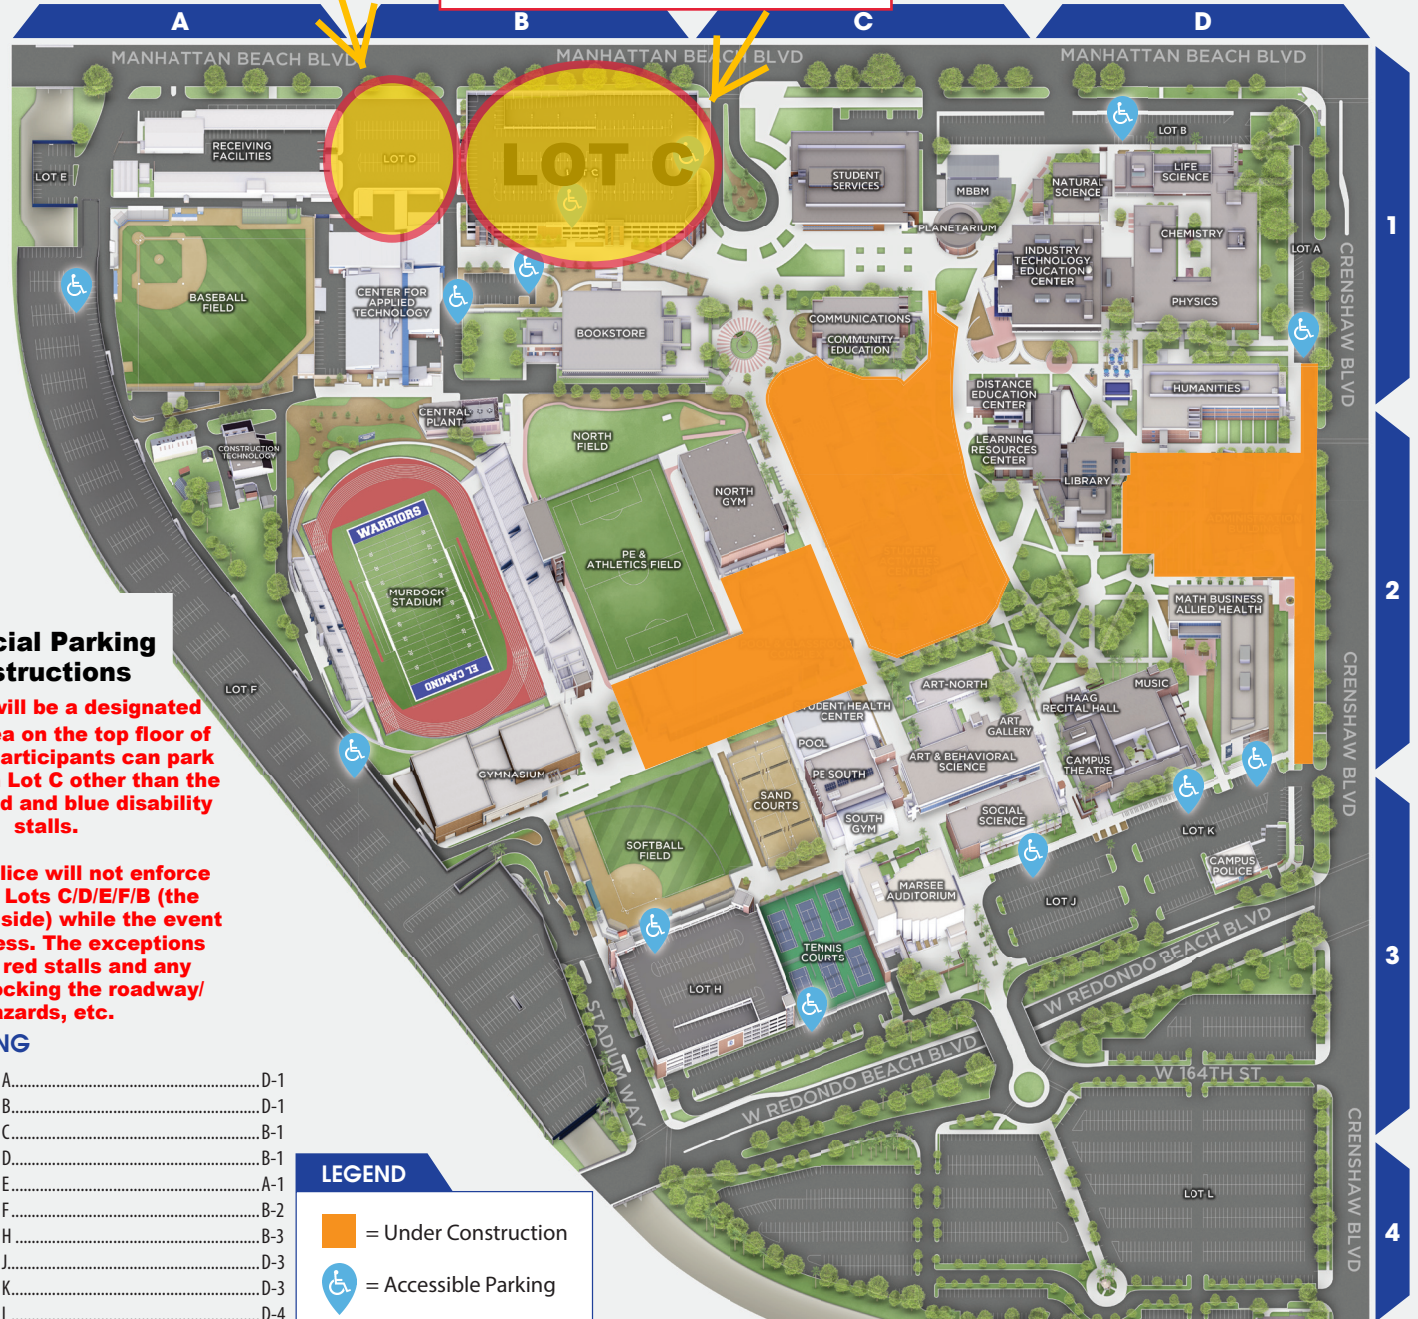 A
B
C
D
MANHATTAN BEACH BLVD
MANHATTAN BEACH BLVD
MANHATTAN BEACH BLVD
1
2
3
4
LOT E
RECEIVING
FACILITIES
LOT D
LOT C
STUDENT
SERVICES
MBBM
PLANETARIUM
NATURAL
SCIENCE
LOT B
LIFE
SCIENCE
CHEMISTRY
PHYSICS
INDUSTRY
TECHNOLOGY
EDUCATION
CENTER
LOT A
CRENSHAW BLVD
BASEBALL
FIELD
CENTER FOR
APPLIED
TECHNOLOGY
BOOKSTORE
COMMUNICATIONS
COMMUNITY
EDUCATION
DISTANCE
EDUCATION
CENTER
HUMANITIES
CENTRAL
PLANT
CONSTRUCTION
TECHNOLOGY
NORTH
FIELD
NORTH
GYM
LEARNING
RESOURCES
CENTER
LIBRARY
WARRIORS
MURDOCK
STADIUM
EL CAMINO
PE &
ATHLETICS FIELD
MATH BUSINESS
ALLIED HEALTH
CRENSHAW BLVD
LOT F
ART-NORTH
MUSIC
HAAG
RECITAL HALL
UDENT HEALTH
CENTER
ART
GALLERY
POOL
ART & BEHAVIORAL
SCIENCE
CAMPUS
THEATRE
GYMNASIUM
PE SOUTH
SAND
COURTS
SOUTH
GYM
SOCIAL
SCIENCE
LOT K
SOFTBALL
FIELD
CAMPUS
POLICE
MARSEE
AUDITORIUM
LOT J
TENNIS
COURTS
LOT H
W REDONDO BEACH BLVD
STADIUM WAY
W REDONDO BEACH BLVD
W 164TH ST
CRENSHAW BLVD
LOT L
cial Parking
structions
vill be a designated
ea on the top floor of
articipants can park
Lot C other than the
d and blue disability
stalls.
lice will not enforce
Lots C/D/E/F/B (the
side) while the event
ess. The exceptions
red stalls and any
ocking the roadway/
azards, etc.
NG
A..........D-1
B..........D-1
C..........B-1
D..........B-1
E..........A-1
F..........B-2
H..........B-3
J..........D-3
K..........D-3
L..........D-4
LEGEND
= Under Construction
= Accessible Parking